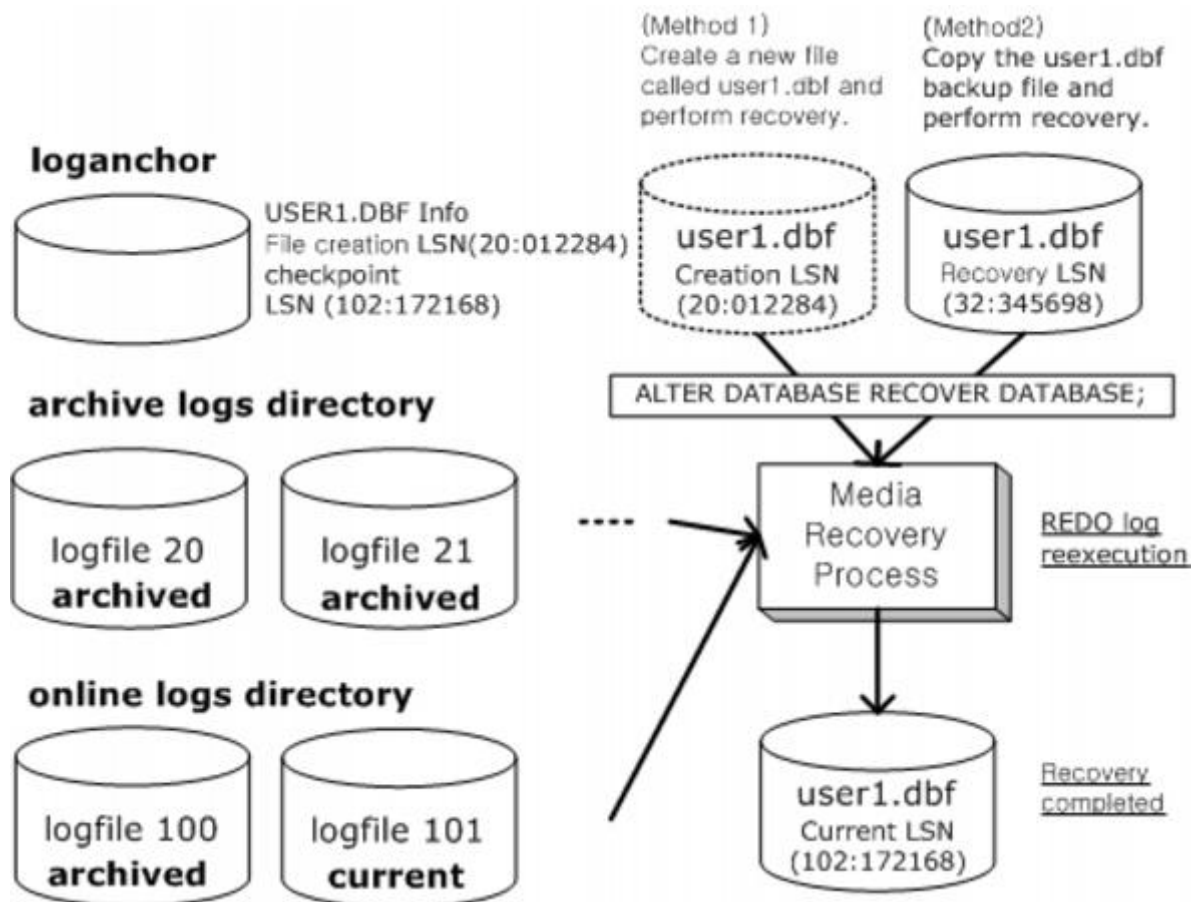 (Method 1)
Create a new file
called user1.dbf and
perform recovery.
(Method2)
Copy the user1.dbf
backup file and
perform recovery.
loganchor
USER1.DBF Info
File creation LSN(20:012284)
checkpoint
LSN (102:172168)
user1.dbf
Creation LSN
(20:012284)
user1.dbf
Recovery LSN
(32:345698)
ALTER DATABASE RECOVER DATABASE;
archive logs directory
logfile 20
archived
logfile 21
archived
Media
Recovery
Process
REDO log
reexecution
online logs directory
logfile 100
archived
logfile 101
current
user1.dbf
Current LSN
(102:172168)
Recovery
completed